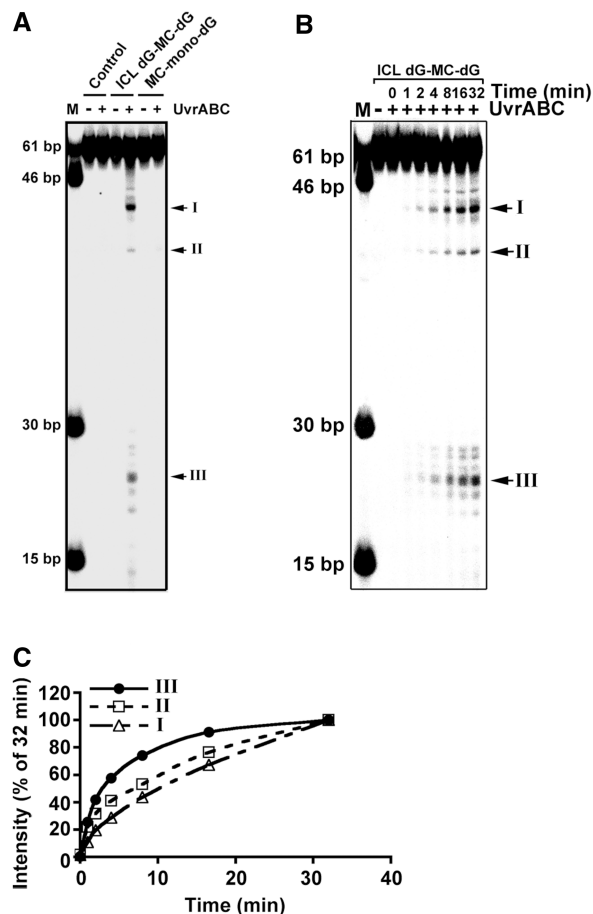 A
Control
ICL dG-MC-dG
MC-mono-dG
M - + - + - + UvrABC
61 bp
46 bp
I
II
30 bp
III
15 bp
B
ICL dG-MC-dG
0 1 2 4 8 16 32 Time (min)
M - + + + + + + + UvrABC
61 bp
46 bp
I
II
30 bp
III
15 bp
C
III
II
I
Intensity (% of 32 min)
120
100
80
60
40
20
0
0 10 20 30 40
Time (min)